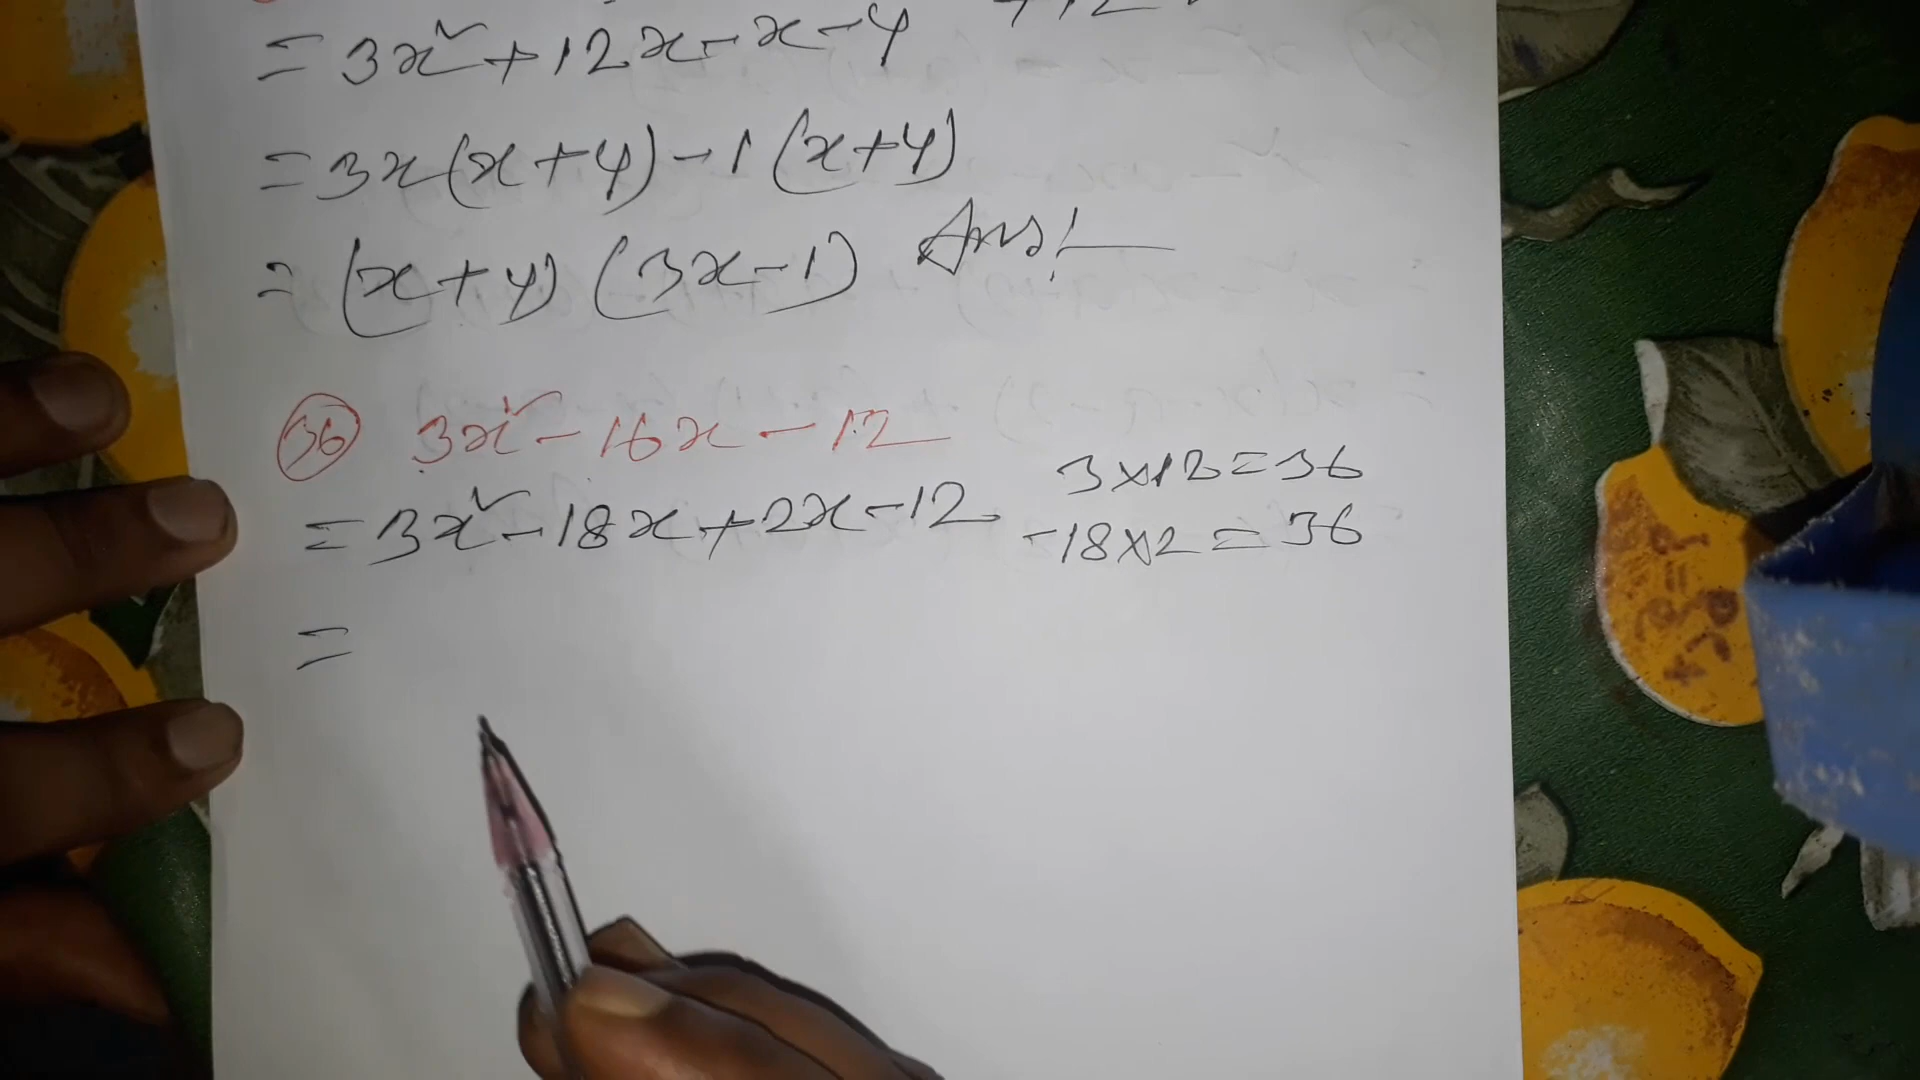 = 3x² + 12x - x - 4
= 3x(x+4) - 1(x+4)
= (x+4)(3x-1) Ans!
36 3x² - 16x - 12
3×12=36
= 3x² - 18x + 2x - 12
-18×2=36
=